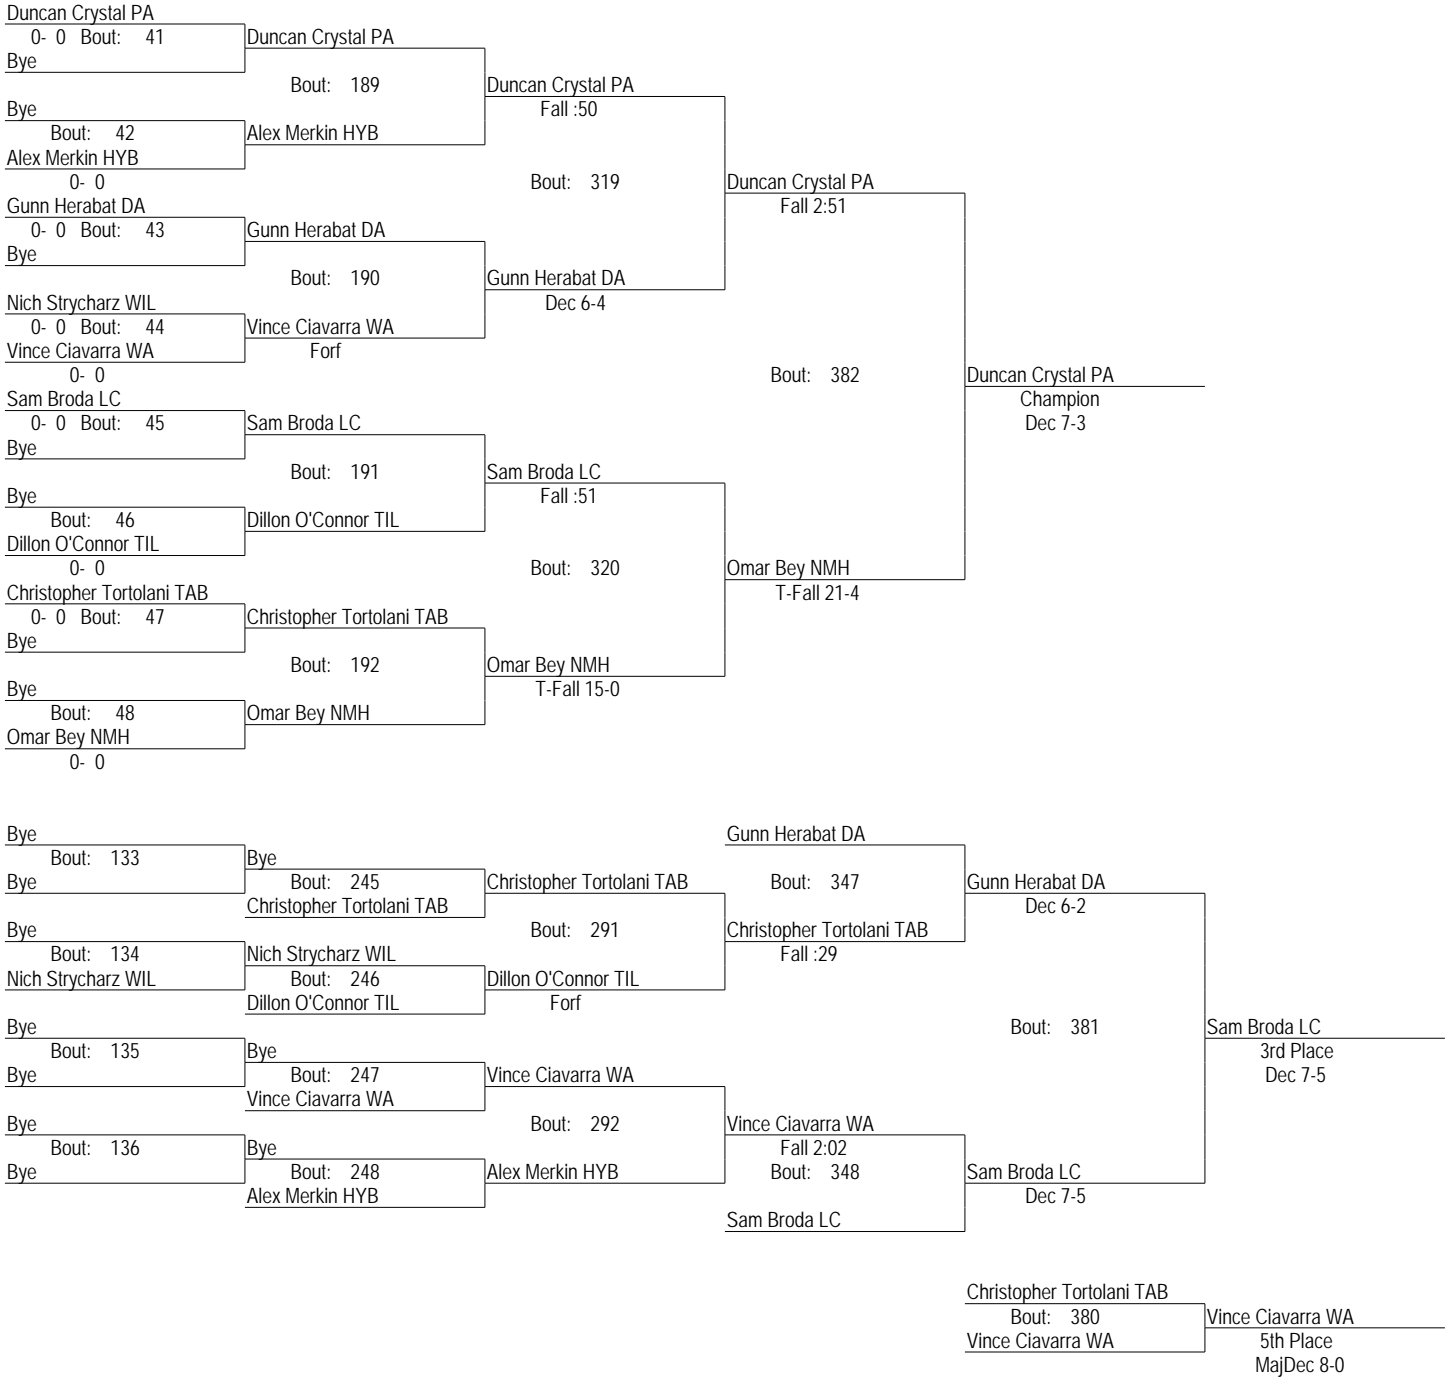 Duncan Crystal PA
0- 0 Bout: 41
Bye
Duncan Crystal PA
Bout: 189
Duncan Crystal PA
Fall :50
Bye
Bout: 42
Alex Merkin HYB
Alex Merkin HYB
0- 0
Bout: 319
Duncan Crystal PA
Fall 2:51
Gunn Herabat DA
0- 0 Bout: 43
Bye
Gunn Herabat DA
Bout: 190
Gunn Herabat DA
Dec 6-4
Nich Strycharz WIL
0- 0 Bout: 44
Vince Ciavarra WA
Forf
Vince Ciavarra WA
0- 0
Bout: 382
Duncan Crystal PA
Champion
Dec 7-3
Sam Broda LC
0- 0 Bout: 45
Bye
Sam Broda LC
Bout: 191
Sam Broda LC
Fall :51
Bye
Bout: 46
Dillon O'Connor TIL
Dillon O'Connor TIL
0- 0
Bout: 320
Omar Bey NMH
T-Fall 21-4
Christopher Tortolani TAB
0- 0 Bout: 47
Bye
Christopher Tortolani TAB
Bout: 192
Omar Bey NMH
T-Fall 15-0
Bye
Bout: 48
Omar Bey NMH
Omar Bey NMH
0- 0
Bye
Bout: 133
Bye
Bye
Bout: 245
Christopher Tortolani TAB
Christopher Tortolani TAB
Gunn Herabat DA
Bout: 347
Gunn Herabat DA
Dec 6-2
Bout: 291
Christopher Tortolani TAB
Fall :29
Bye
Bout: 134
Nich Strycharz WIL
Nich Strycharz WIL
Bout: 246
Dillon O'Connor TIL
Dillon O'Connor TIL
Forf
Bye
Bout: 135
Bye
Bye
Bout: 247
Vince Ciavarra WA
Vince Ciavarra WA
Bout: 381
Sam Broda LC
3rd Place
Dec 7-5
Bout: 292
Vince Ciavarra WA
Fall 2:02
Bye
Bout: 136
Bye
Bye
Bout: 248
Alex Merkin HYB
Alex Merkin HYB
Bout: 348
Sam Broda LC
Dec 7-5
Sam Broda LC
Christopher Tortolani TAB
Bout: 380
Vince Ciavarra WA
Vince Ciavarra WA
5th Place
MajDec 8-0